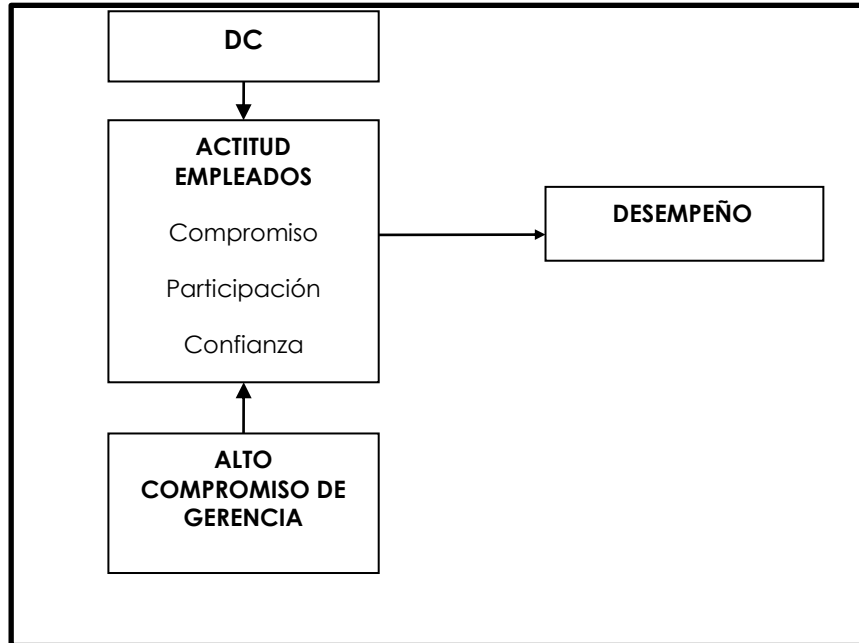 DC
ACTITUD
EMPLEADOS
Compromiso
Participación
Confianza
DESEMPEÑO
ALTO
COMPROMISO DE
GERENCIA